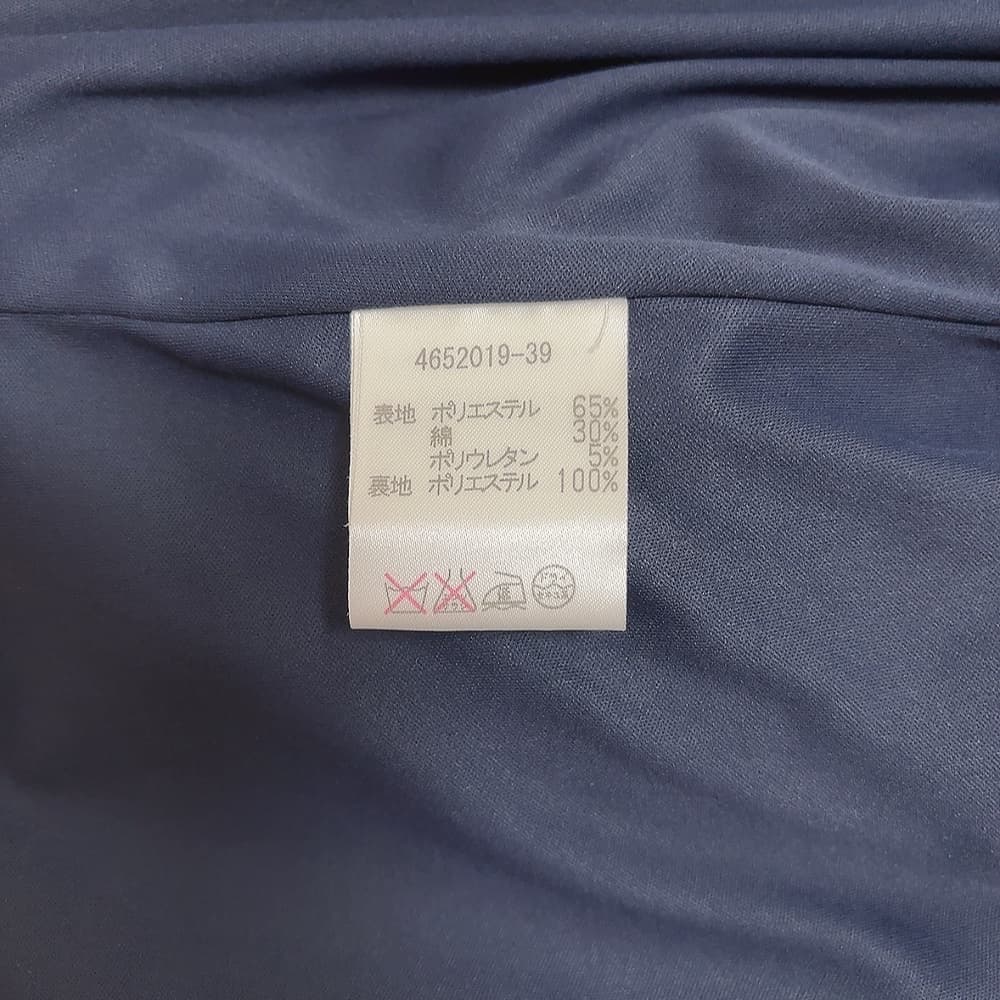 4652019-39
表地 ポリエステル 65%
綿 30%
ポリウレタン 5%
裏地 ポリエステル 100%